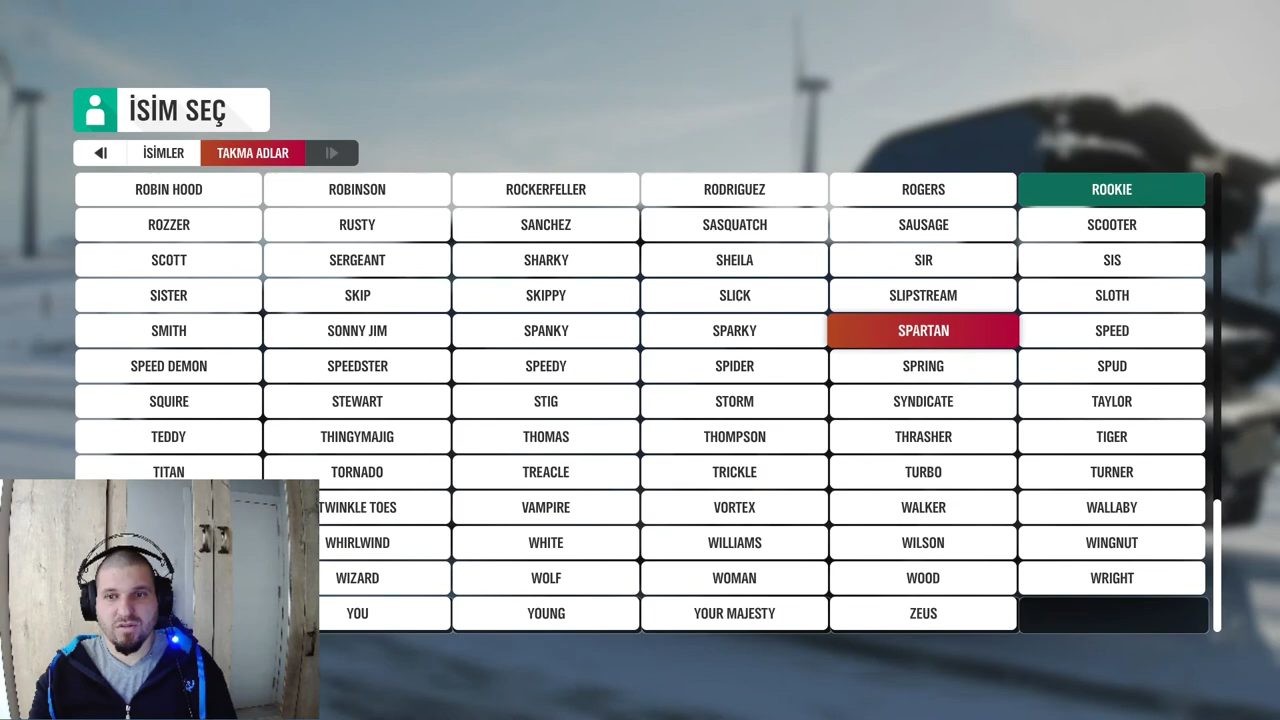 İSİM SEÇ
İSİMLER TAKMA ADLAR
ROBIN HOOD ROBINSON ROCKERFELLER RODRIGUEZ ROGERS ROOKIE
ROZZER RUSTY SANCHEZ SASQUATCH SAUSAGE SCOOTER
SCOTT SERGEANT SHARKY SHEILA SIR SIS
SISTER SKIP SKIPPY SLICK SLIPSTREAM SLOTH
SMITH SONNY JIM SPANKY SPARKY SPARTAN SPEED
SPEED DEMON SPEEDSTER SPEEDY SPIDER SPRING SPUD
SQUIRE STEWART STIG STORM SYNDICATE TAYLOR
TEDDY THINGYMAJIG THOMAS THOMPSON THRASHER TIGER
TITAN TORNADO TREACLE TRICKLE TURBO TURNER
TWINKLE TOES VAMPIRE VORTEX WALKER WALLABY
WHIRLWIND WHITE WILLIAMS WILSON WINGNUT
WIZARD WOLF WOMAN WOOD WRIGHT
YOU YOUNG YOUR MAJESTY ZEUS